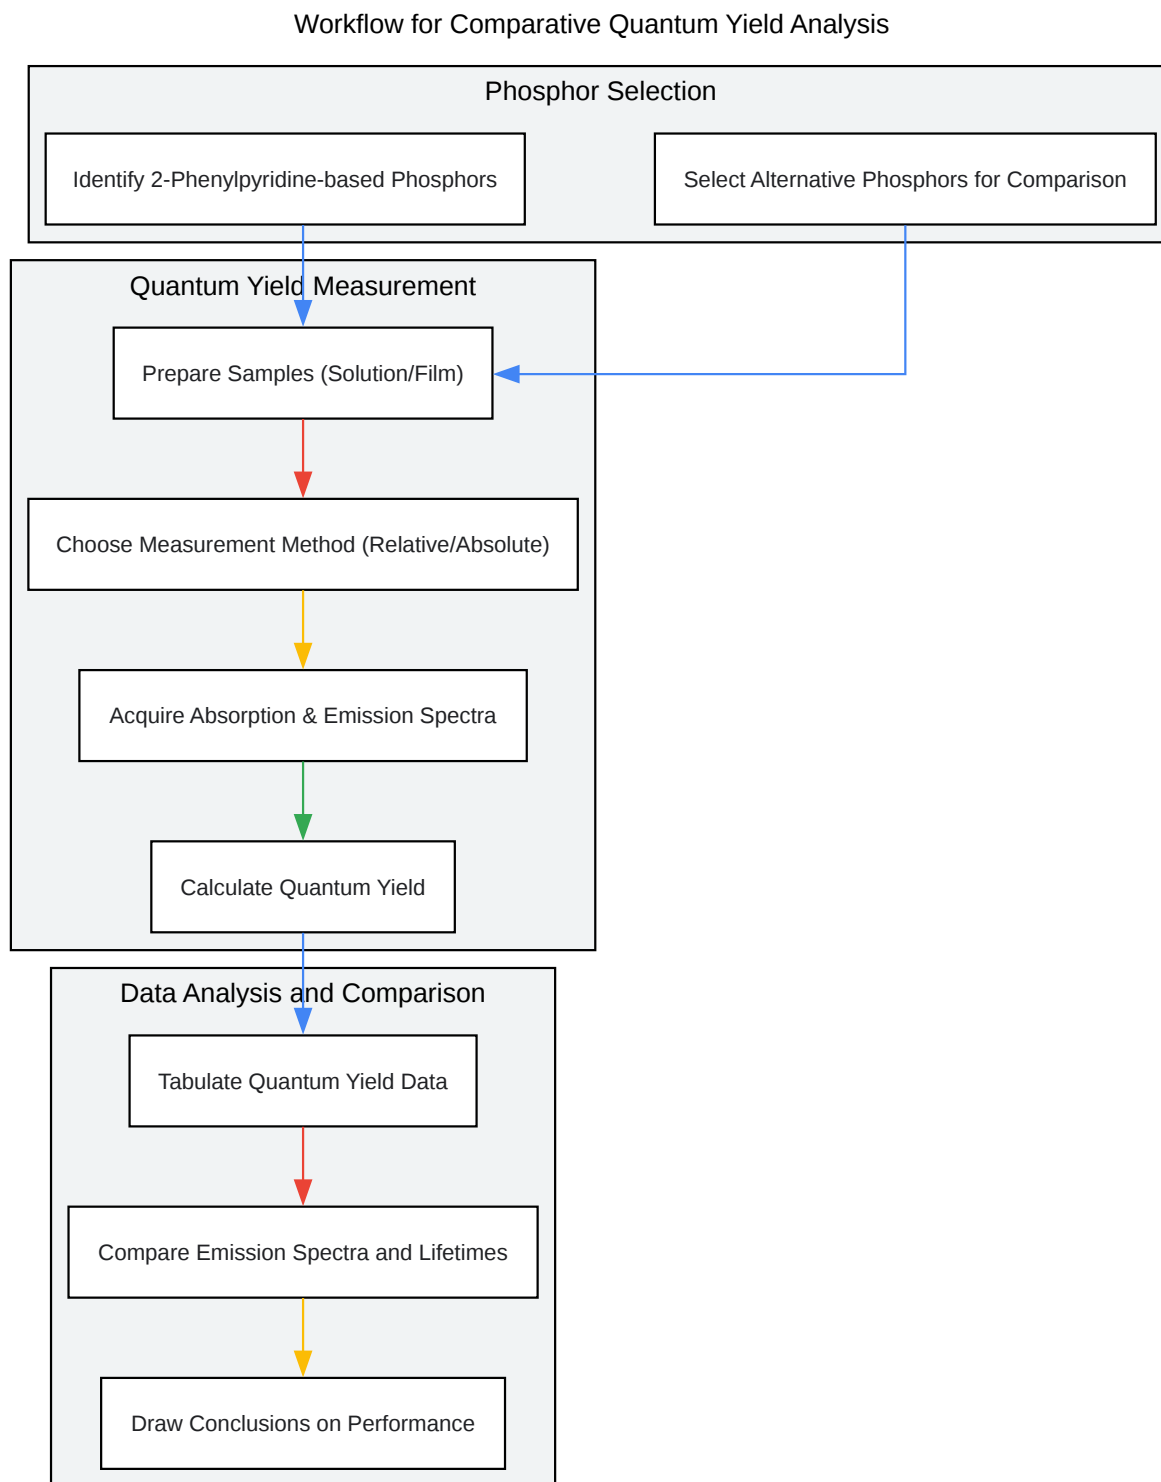 Workflow for Comparative Quantum Yield Analysis
Phosphor Selection
Identify 2-Phenylpyridine-based Phosphors
Select Alternative Phosphors for Comparison
Quantum Yield Measurement
Prepare Samples (Solution/Film)
Choose Measurement Method (Relative/Absolute)
Acquire Absorption & Emission Spectra
Calculate Quantum Yield
Data Analysis and Comparison
Tabulate Quantum Yield Data
Compare Emission Spectra and Lifetimes
Draw Conclusions on Performance